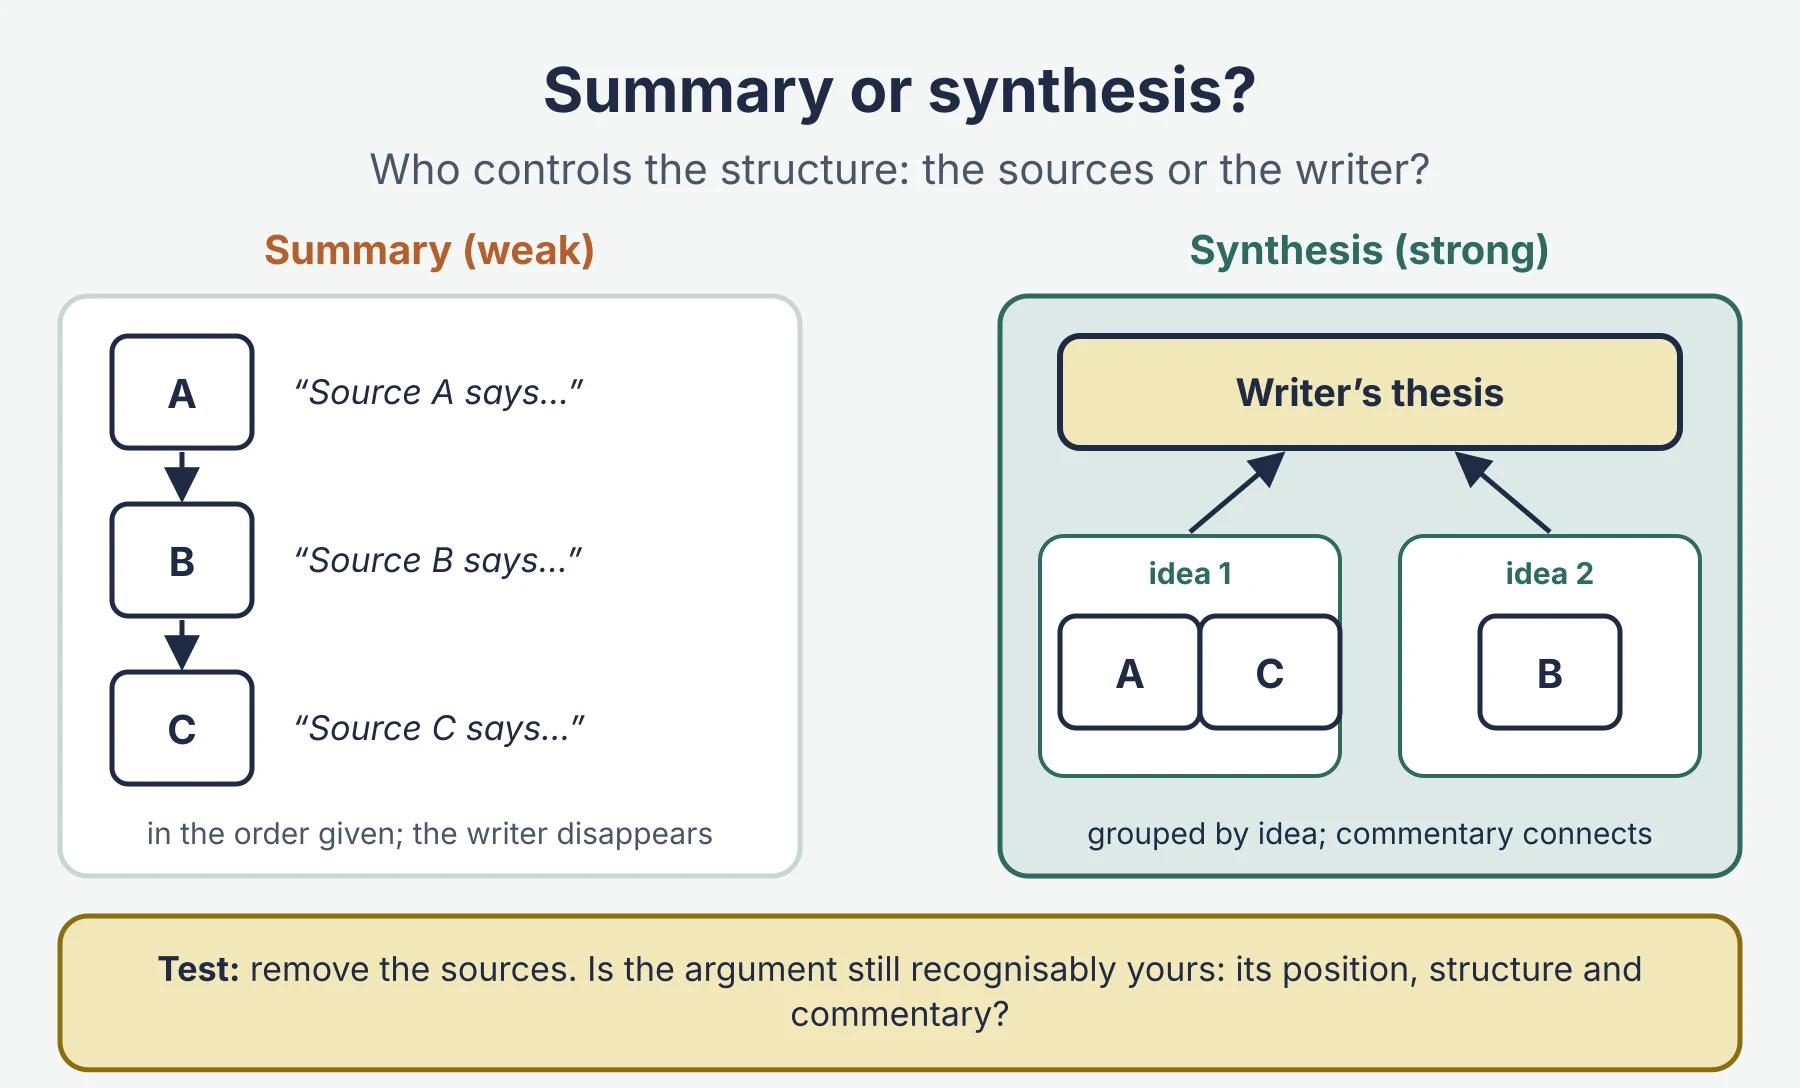 Summary or synthesis?
Who controls the structure: the sources or the writer?
Summary (weak)
A
“Source A says…”
B
“Source B says…”
C
“Source C says…”
in the order given; the writer disappears
Synthesis (strong)
Writer’s thesis
idea 1
A
C
idea 2
B
grouped by idea; commentary connects
Test: remove the sources. Is the argument still recognisably yours: its position, structure and
commentary?